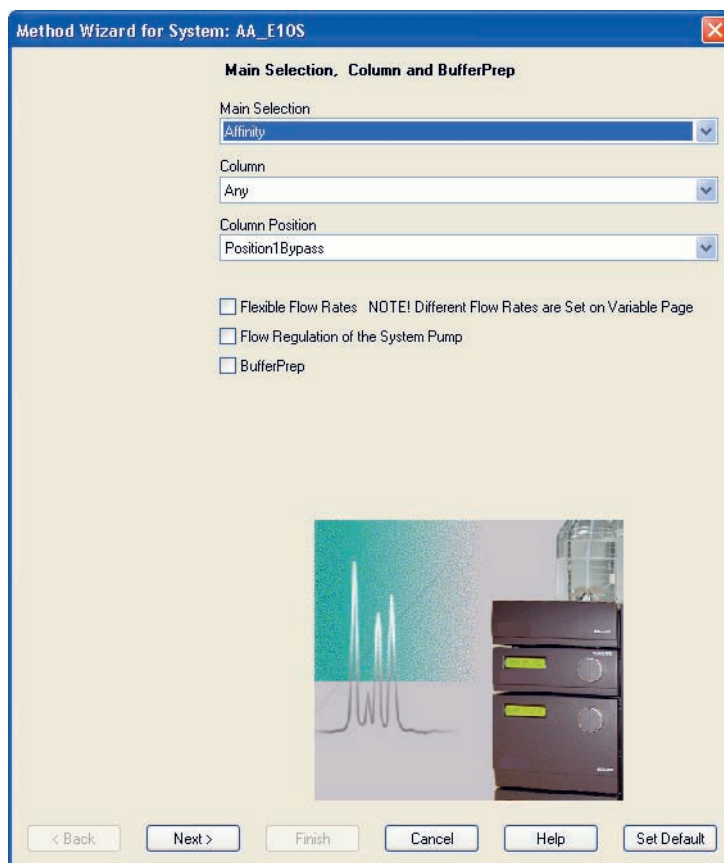 Method Wizard for System: AA_E10S
Main Selection, Column and BufferPrep
Main Selection
Affinity
Column
Any
Column Position
Position1Bypass
Flexible Flow Rates NOTE! Different Flow Rates are Set on Variable Page
Flow Regulation of the System Pump
BufferPrep
< Back Next > Finish Cancel Help Set Default